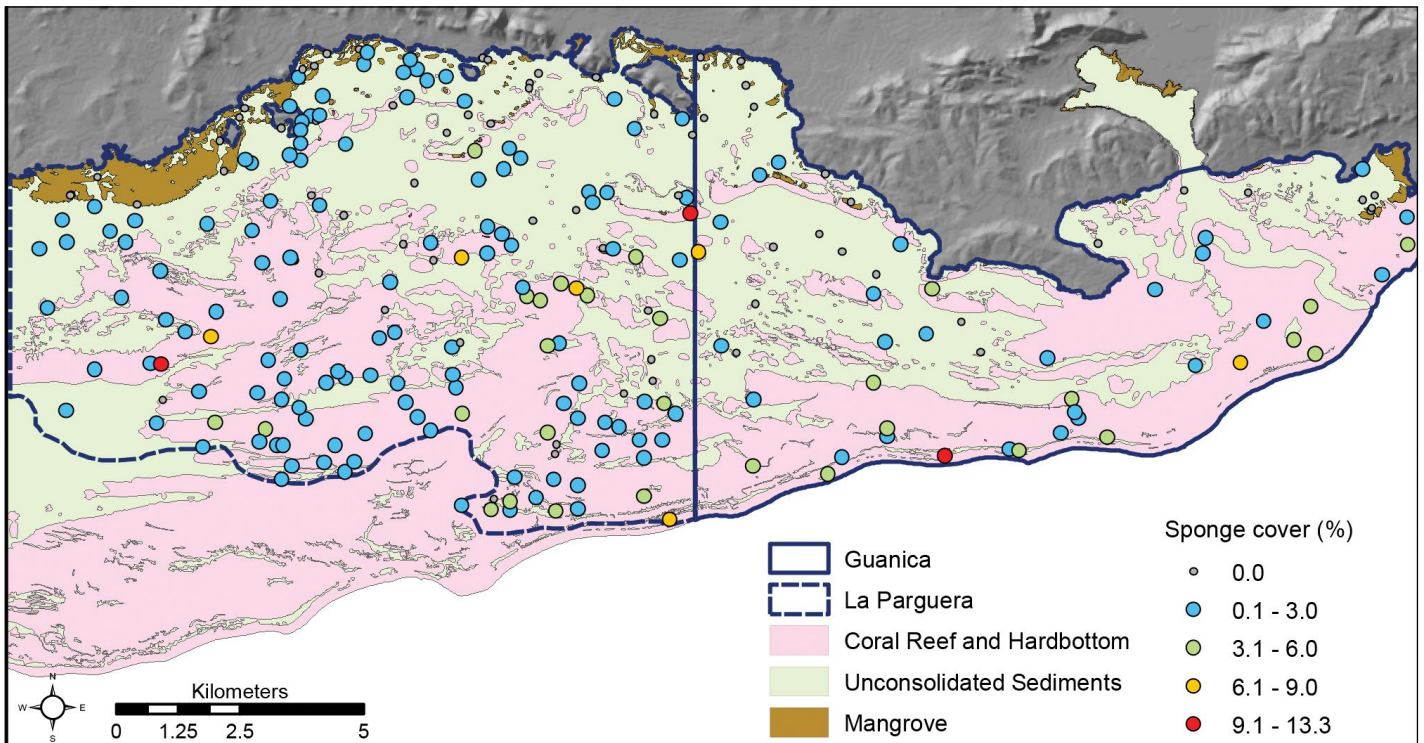 Guanica
La Parguera
Coral Reef and Hardbottom
Unconsolidated Sediments
Mangrove
Sponge cover (%)
0.0
0.1 - 3.0
3.1 - 6.0
6.1 - 9.0
9.1 - 13.3
N
W E
S
Kilometers
0 1.25 2.5 5